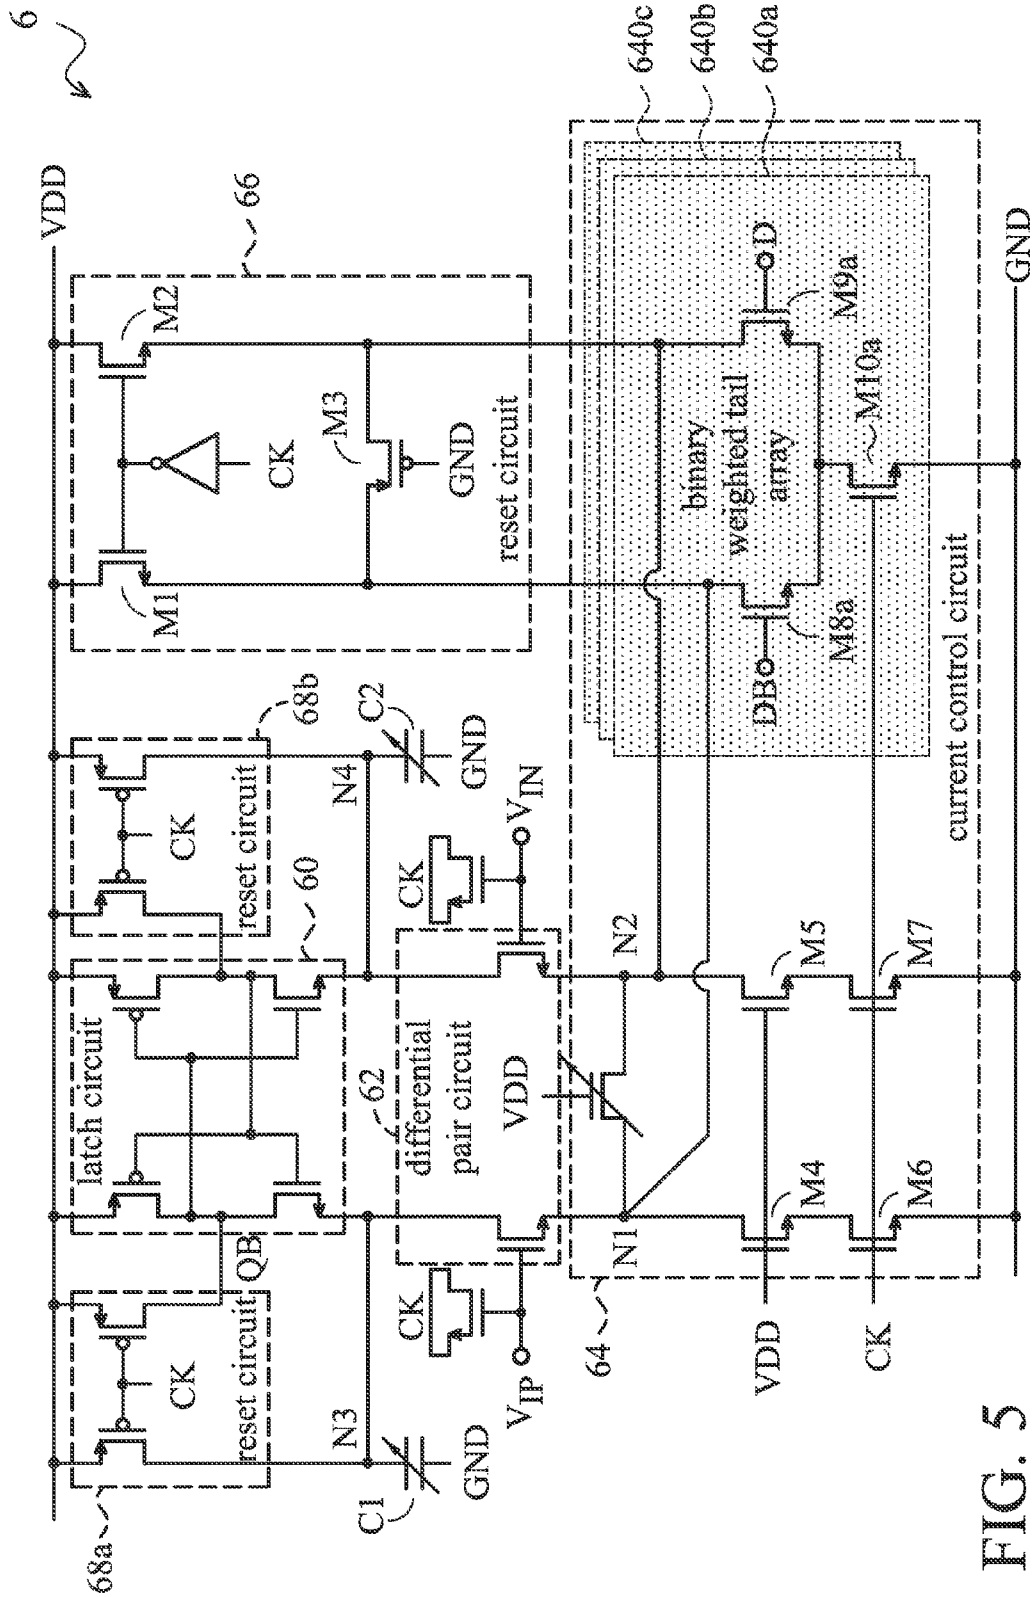 6
VDD
68a
reset circuit
CK
QB
latch circuit
60
reset circuit
CK
68b
M1
M2
CK
M3
GND
reset circuit
66
C1
GND
N3
N4
C2
GND
CK
VIP
62
differential
pair circuit
CK
VIN
64
N1
VDD
N2
VDD
M4
M5
CK
M6
M7
current control circuit
DB
M8a
binary
weighted tail
array
D
M9a
M10a
640c
640b
640a
GND
FIG. 5